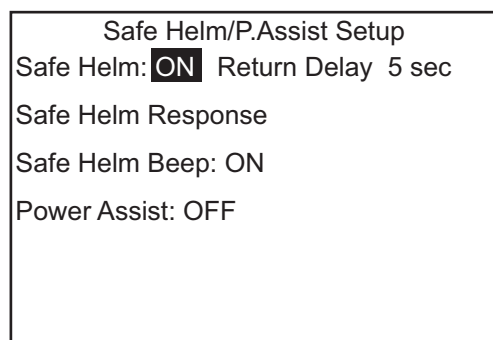 Safe Helm/P.Assist Setup
Safe Helm: ON Return Delay 5 sec
Safe Helm Response
Safe Helm Beep: ON
Power Assist: OFF